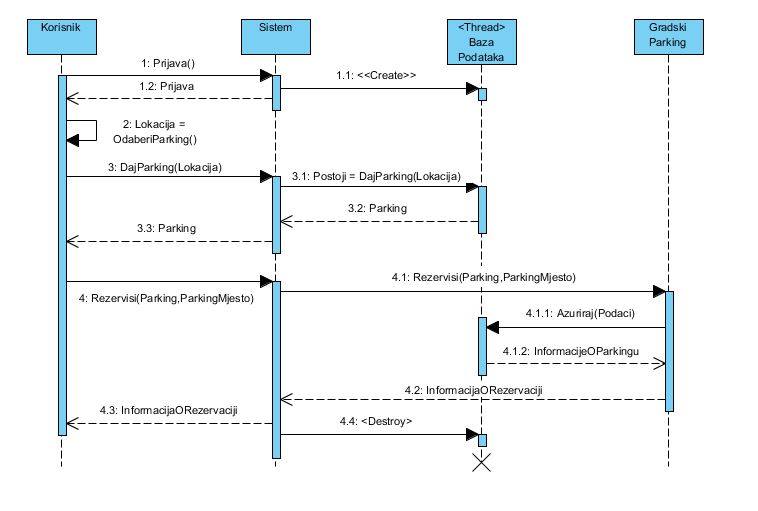 Korisnik
Sistem
<Thread>
Baza
Podataka
Gradski
Parking
1: Prijava()
1.1: <<Create>>
1.2: Prijava
2: Lokacija =
OdaberiParking()
3: DajParking(Lokacija)
3.1: Postoji = DajParking(Lokacija)
3.2: Parking
3.3: Parking
4: Rezervisi(Parking,ParkingMjesto)
4.1: Rezervisi(Parking,ParkingMjesto)
4.1.1: Azuriraj(Podaci)
4.1.2: InformacijeOParkingu
4.2: InformacijaORezervaciji
4.3: InformacijaORezervaciji
4.4: <Destroy>